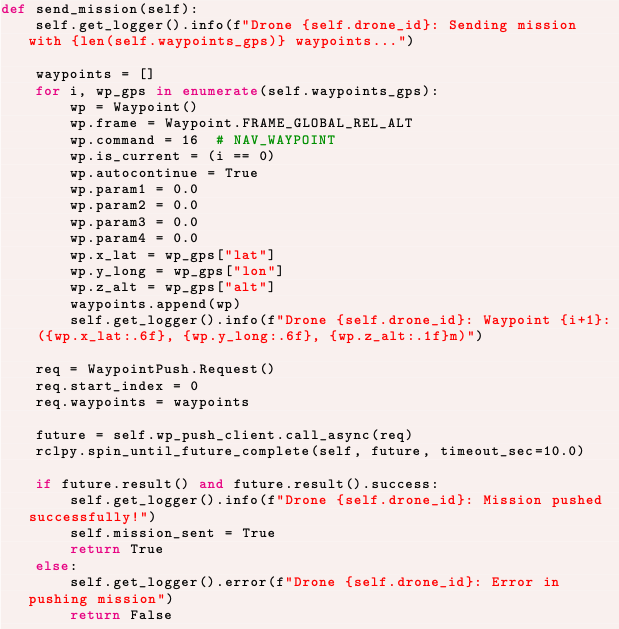 def send_mission(self):
    self.get_logger().info(f"Drone {self.drone_id}: Sending mission
   with {len(self.waypoints_gps)} waypoints...")

    waypoints = []
    for i, wp_gps in enumerate(self.waypoints_gps):
        wp = Waypoint()
        wp.frame = Waypoint.FRAME_GLOBAL_REL_ALT
        wp.command = 16  # NAV_WAYPOINT
        wp.is_current = (i == 0)
        wp.autocontinue = True
        wp.param1 = 0.0
        wp.param2 = 0.0
        wp.param3 = 0.0
        wp.param4 = 0.0
        wp.x_lat = wp_gps["lat"]
        wp.y_long = wp_gps["lon"]
        wp.z_alt = wp_gps["alt"]
        waypoints.append(wp)
        self.get_logger().info(f"Drone {self.drone_id}: Waypoint {i+1}:
    ({wp.x_lat:.6f}, {wp.y_long:.6f}, {wp.z_alt:.1f}m)")

    req = WaypointPush.Request()
    req.start_index = 0
    req.waypoints = waypoints

    future = self.wp_push_client.call_async(req)
    rclpy.spin_until_future_complete(self, future, timeout_sec=10.0)

    if future.result() and future.result().success:
        self.get_logger().info(f"Drone {self.drone_id}: Mission pushed
   successfully!")
        self.mission_sent = True
        return True
    else:
        self.get_logger().error(f"Drone {self.drone_id}: Error in
   pushing mission")
        return False